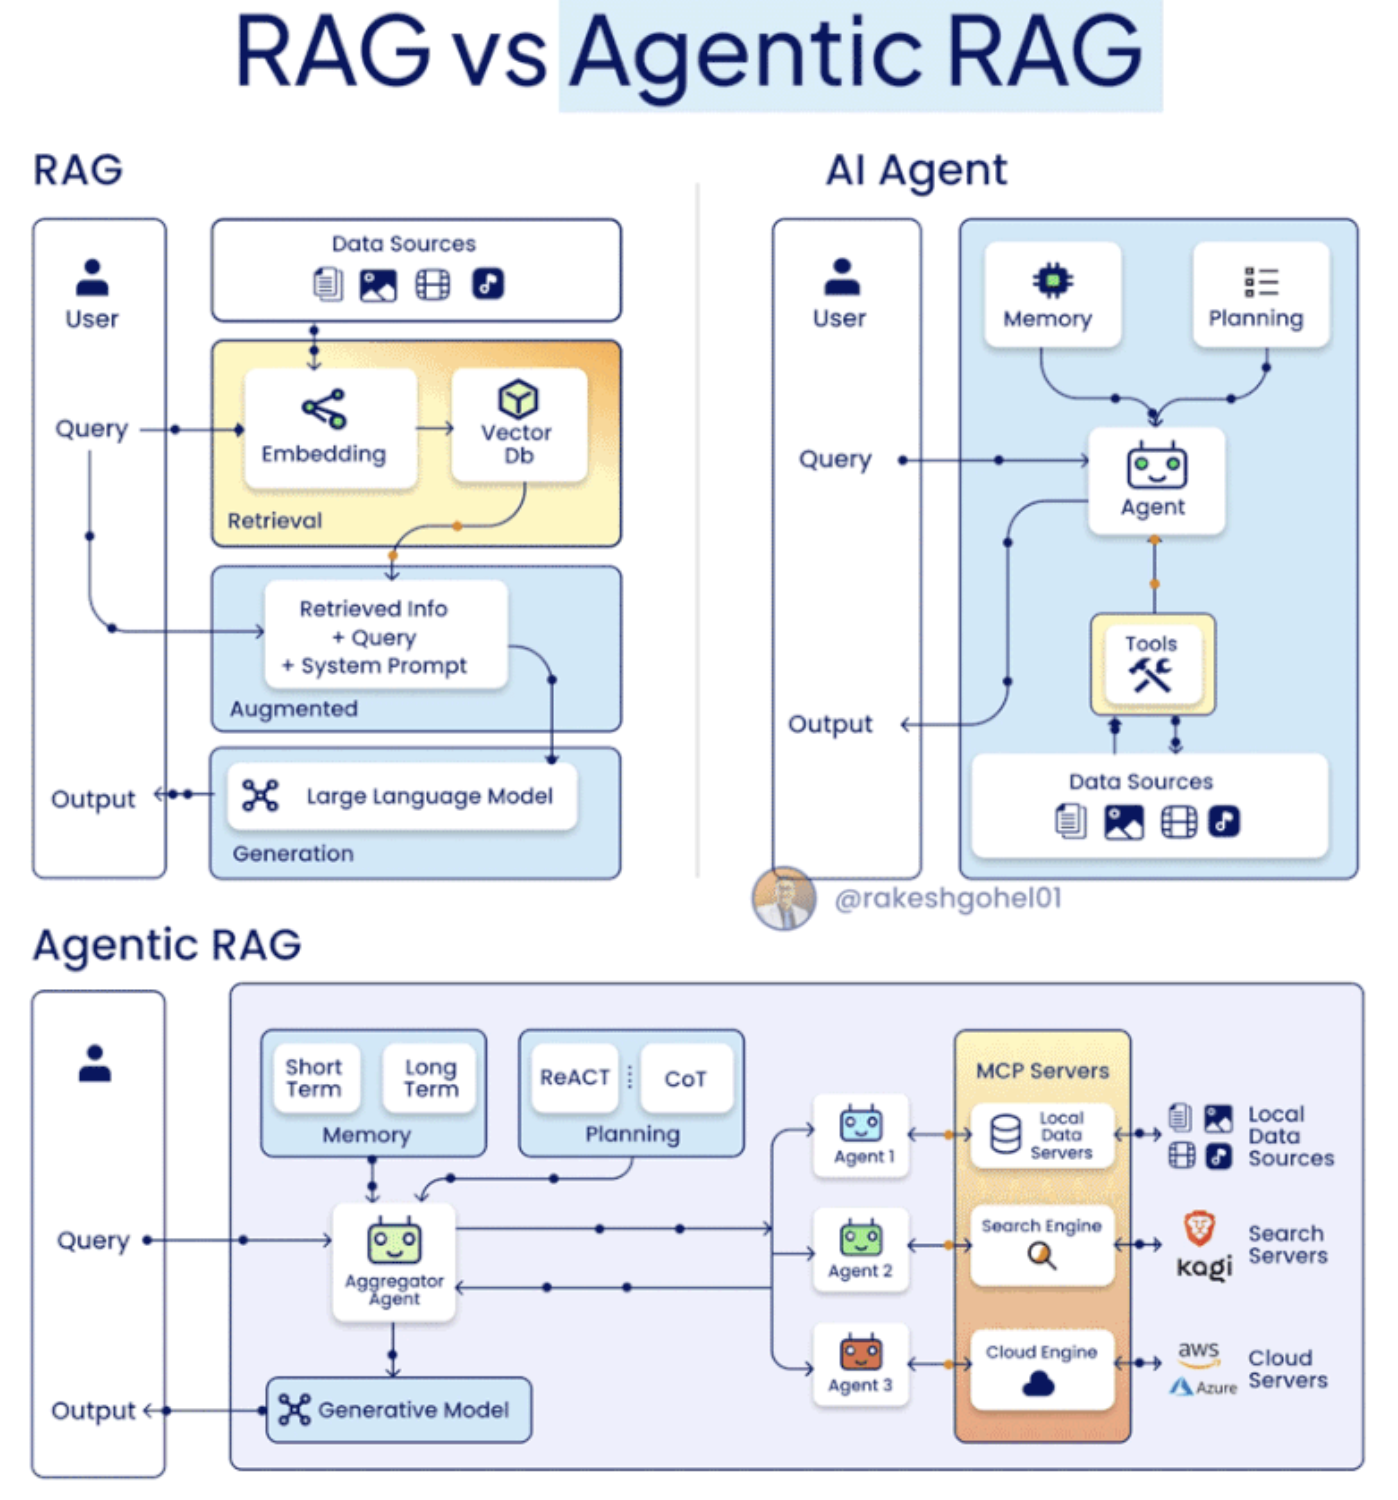 RAG vs Agentic RAG
RAG
User
Query
Output
Data Sources
Embedding
Vector
Db
Retrieval
Retrieved Info
+ Query
+ System Prompt
Augmented
Large Language Model
Generation
AI Agent
User
Query
Output
Memory
Planning
Agent
Tools
Data Sources
@rakeshgohel01
Agentic RAG
Query
Output
Short
Term
Long
Term
Memory
ReACT
CoT
Planning
Aggregator
Agent
Generative Model
Agent 1
Agent 2
Agent 3
MCP Servers
Local
Data
Servers
Search Engine
Cloud Engine
Local
Data
Sources
kagi
Search
Servers
aws
Azure
Cloud
Servers